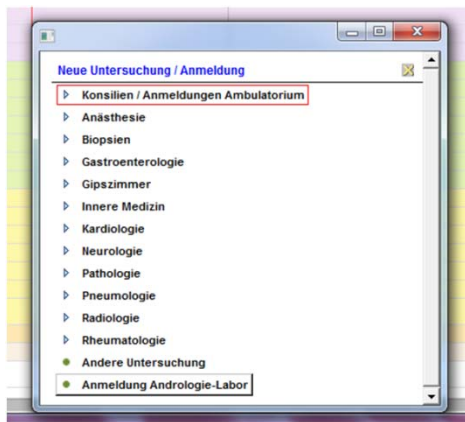 Neue Untersuchung / Anmeldung
Konsilien / Anmeldungen Ambulatorium
Anästhesie
Biopsien
Gastroenterologie
Gipszimmer
Innere Medizin
Kardiologie
Neurologie
Pathologie
Pneumologie
Radiologie
Rheumatologie
Andere Untersuchung
Anmeldung Andrologie-Labor